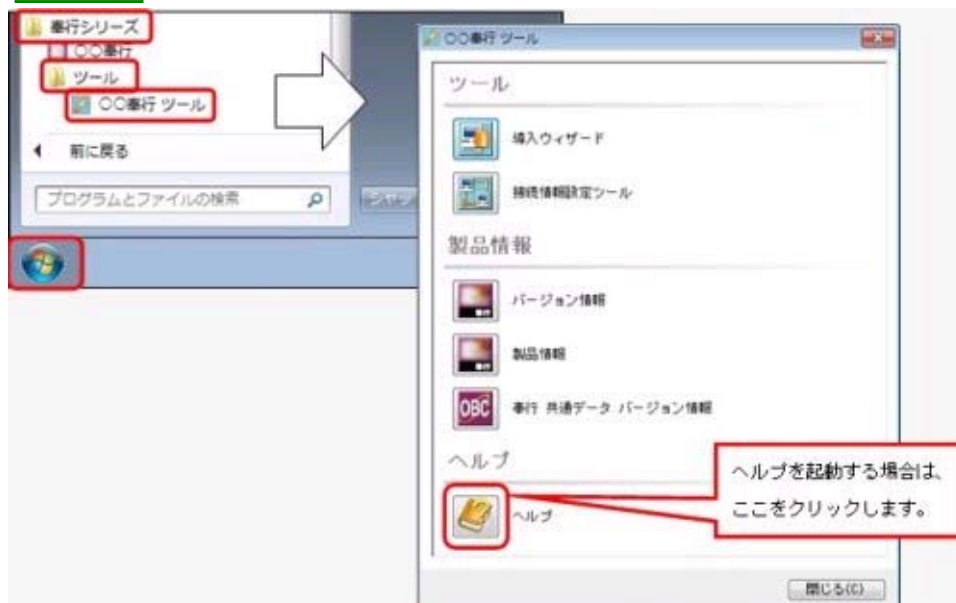 奉行シリーズ
〇〇奉行
ツール
〇〇奉行 ツール
前に戻る
プログラムとファイルの検索
シャッ
〇〇奉行 ツール
ツール
導入ウィザード
接続情報設定ツール
製品情報
バージョン情報
製品情報
OBC
奉行 共通データ バージョン情報
ヘルプ
ヘルプ
ヘルプを起動する場合は、
ここをクリックします。
閉じる(C)